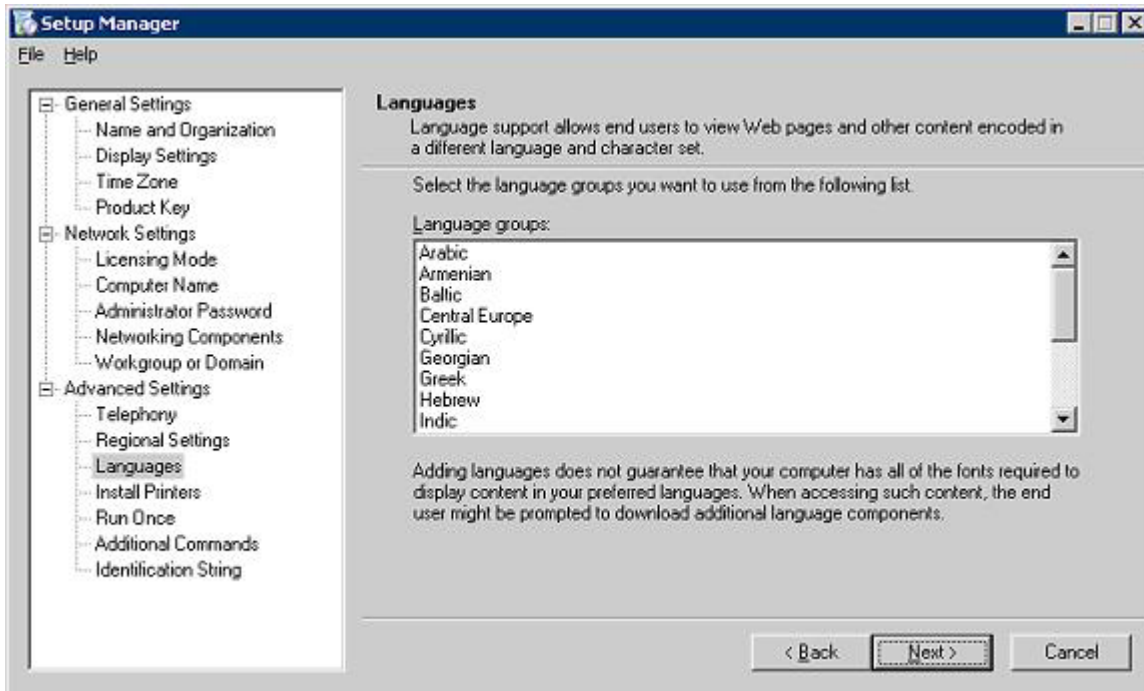 Setup Manager
File Help
General Settings
Name and Organization
Display Settings
Time Zone
Product Key
Network Settings
Licensing Mode
Computer Name
Administrator Password
Networking Components
Workgroup or Domain
Advanced Settings
Telephony
Regional Settings
Languages
Install Printers
Run Once
Additional Commands
Identification String
Languages
Language support allows end users to view Web pages and other content encoded in
a different language and character set.
Select the language groups you want to use from the following list.
Language groups:
Arabic
Armenian
Baltic
Central Europe
Cyrillic
Georgian
Greek
Hebrew
Indic
Adding languages does not guarantee that your computer has all of the fonts required to
display content in your preferred languages. When accessing such content, the end
user might be prompted to download additional language components.
< Back Next > Cancel